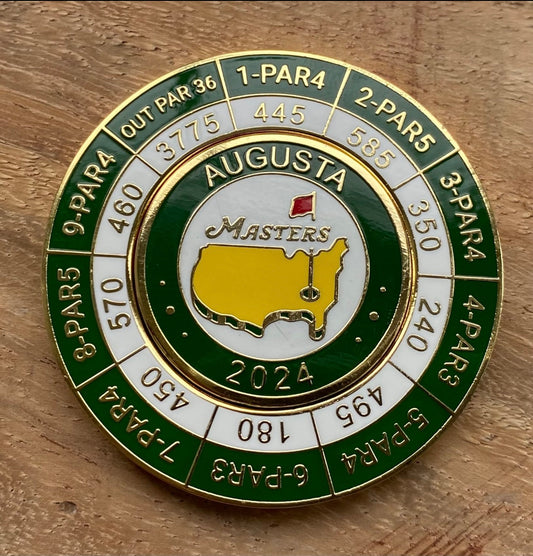 OUT PAR 36
3775
1-PAR4
445
2-PAR5
585
3-PAR4
350
4-PAR3
240
5-PAR4
495
6-PAR3
180
7-PAR4
450
8-PAR5
570
9-PAR4
460
AUGUSTA
MASTERS
2024